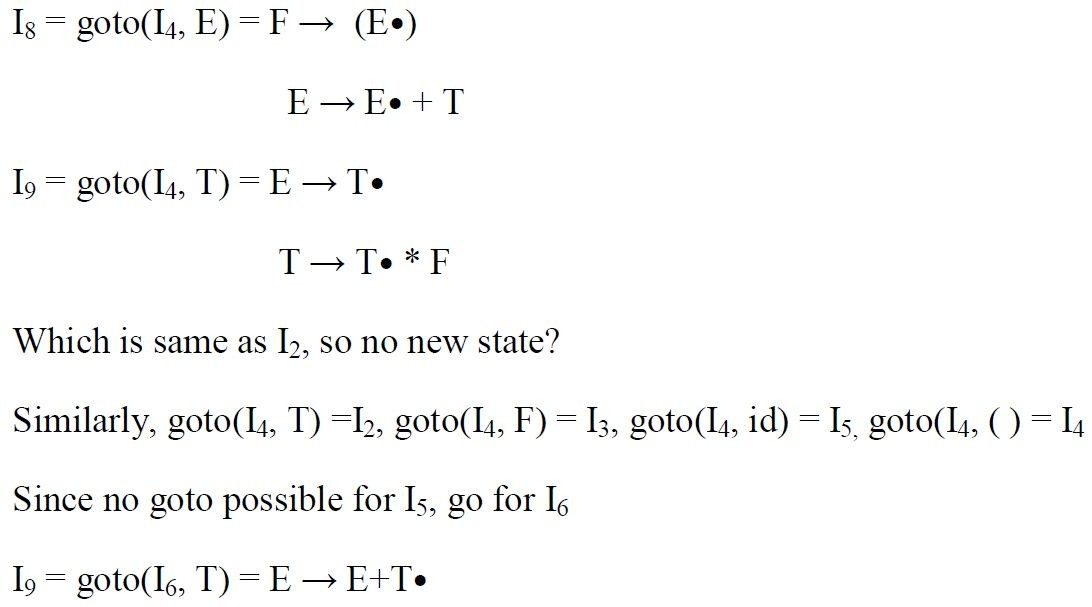 I₈ = goto(I₄, E) = F → (E•)
E → E• + T
I₉ = goto(I₄, T) = E → T•
T → T• * F
Which is same as I₂, so no new state?
Similarly, goto(I₄, T) =I₂, goto(I₄, F) = I₃, goto(I₄, id) = I₅, goto(I₄, ( ) = I₄
Since no goto possible for I₅, go for I₆
I₉ = goto(I₆, T) = E → E+T•